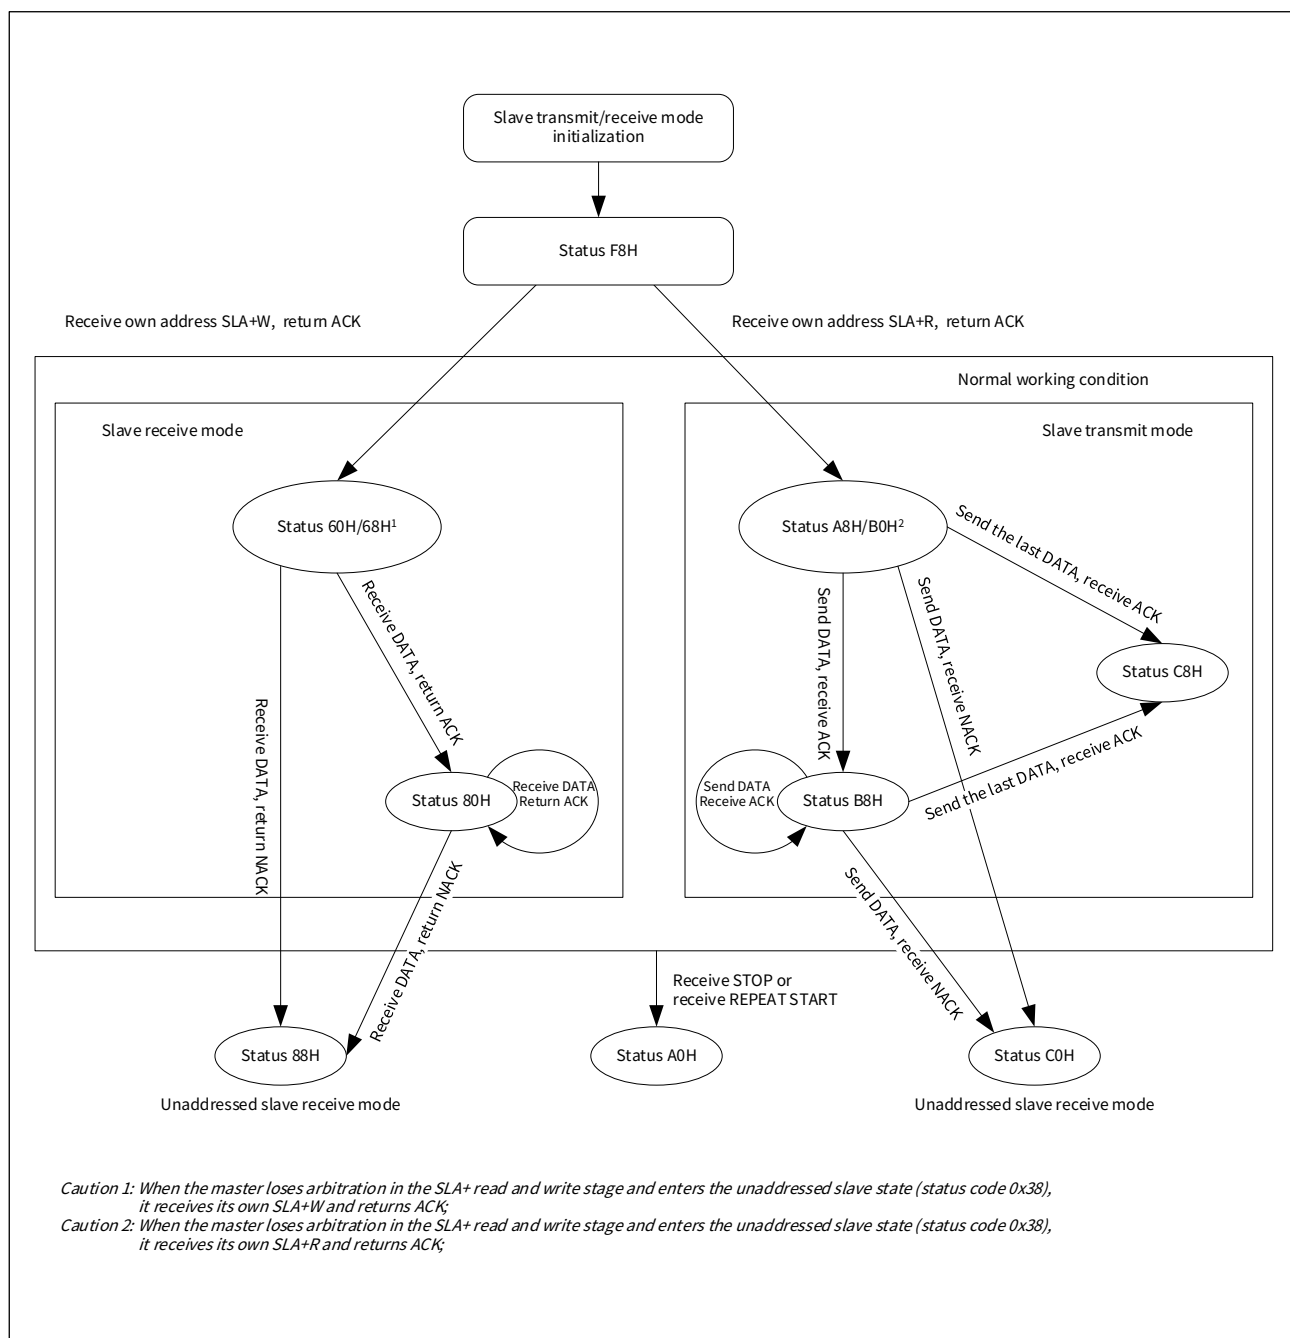 Slave transmit/receive mode
initialization
Status F8H
Receive own address SLA+W, return ACK
Receive own address SLA+R, return ACK
Normal working condition
Slave receive mode
Slave transmit mode
Status 60H/68H¹
Status A8H/B0H²
Send the last DATA, receive ACK
Receive DATA, return ACK
Send DATA, receive ACK
Send DATA, receive NACK
Status C8H
Receive DATA, return NACK
Status 80H
Receive DATA
Return ACK
Send DATA
Receive ACK
Status B8H
Send the last DATA, receive ACK
Receive DATA, return NACK
Send DATA, receive NACK
Receive STOP or
receive REPEAT START
Status 88H
Status A0H
Status C0H
Unaddressed slave receive mode
Unaddressed slave receive mode
Caution 1: When the master loses arbitration in the SLA+ read and write stage and enters the unaddressed slave state (status code 0x38),
it receives its own SLA+W and returns ACK;
Caution 2: When the master loses arbitration in the SLA+ read and write stage and enters the unaddressed slave state (status code 0x38),
it receives its own SLA+R and returns ACK;